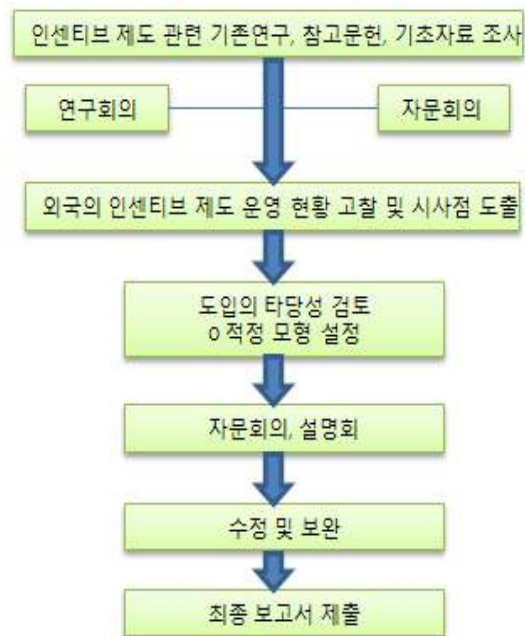 인센티브 제도 관련 기존연구, 참고문헌, 기초자료 조사
연구회의
자문회의
외국의 인센티브 제도 운영 현황 고찰 및 시사점 도출
도입의 타당성 검토
o 적정 모형 설정
자문회의, 설명회
수정 및 보완
최종 보고서 제출